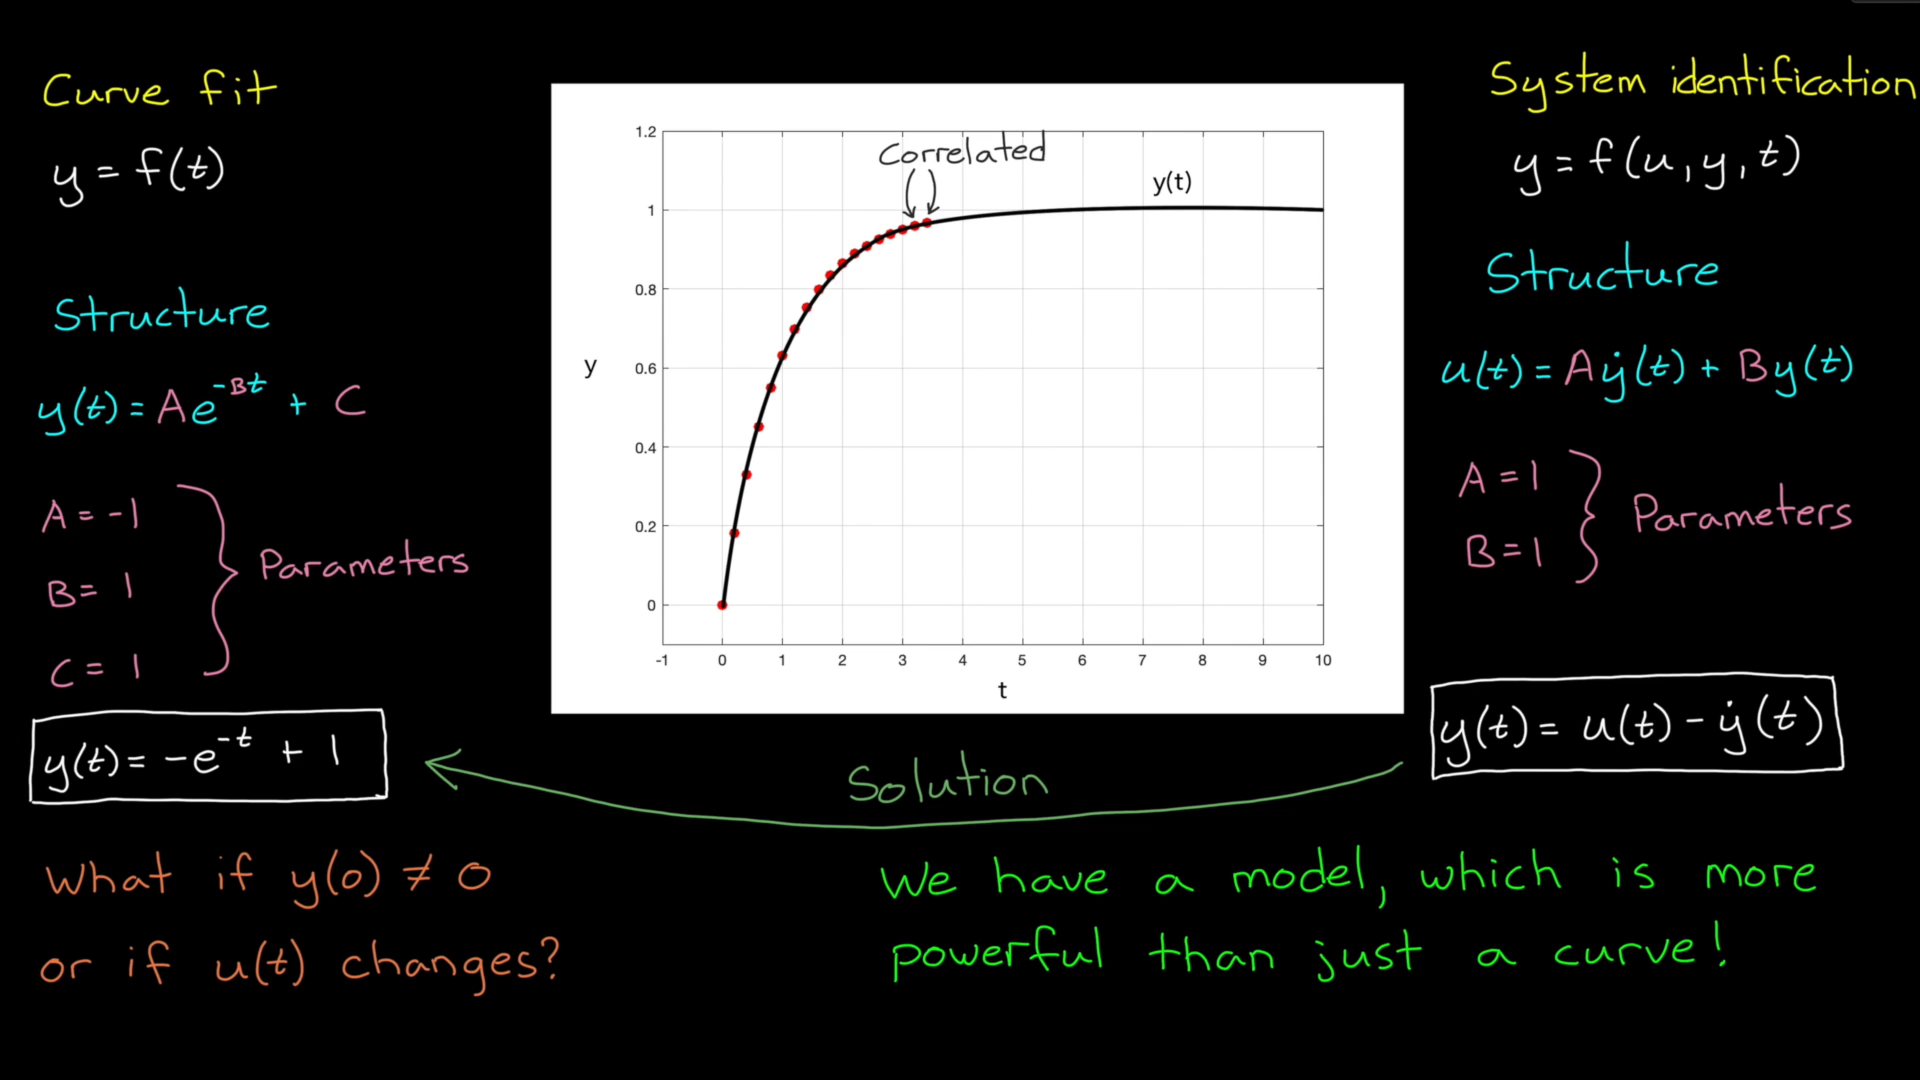 Curve fit
y = f(t)
Structure
y(t) = Ae^{-Bt} + C
A = -1
B = 1
C = 1
Parameters
y(t) = -e^{-t} + 1
What if y(0) ≠ 0
or if u(t) changes?
Correlated
y(t)
1.2
1
0.8
0.6
0.4
0.2
0
y
-1 0 1 2 3 4 5 6 7 8 9 10
t
Solution
System identification
y = f(u, y, t)
Structure
u(t) = Aẏ(t) + By(t)
A = 1
B = 1
Parameters
y(t) = u(t) - ẏ(t)
We have a model, which is more
powerful than just a curve!